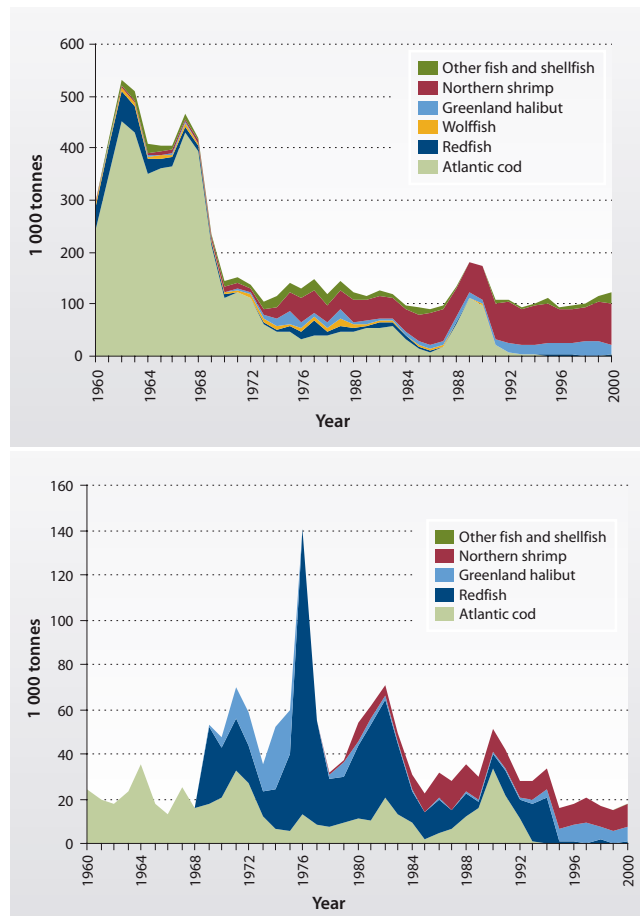 600
500
400
300
200
100
0
Other fish and shellfish
Northern shrimp
Greenland halibut
Wolffish
Redfish
Atlantic cod
1 000 tonnes
1960
1964
1968
1972
1976
1980
1984
1988
1992
1996
2000
Year
160
140
120
100
80
60
40
20
0
Other fish and shellfish
Northern shrimp
Greenland halibut
Redfish
Atlantic cod
1 000 tonnes
1960
1964
1968
1972
1976
1980
1984
1988
1992
1996
2000
Year